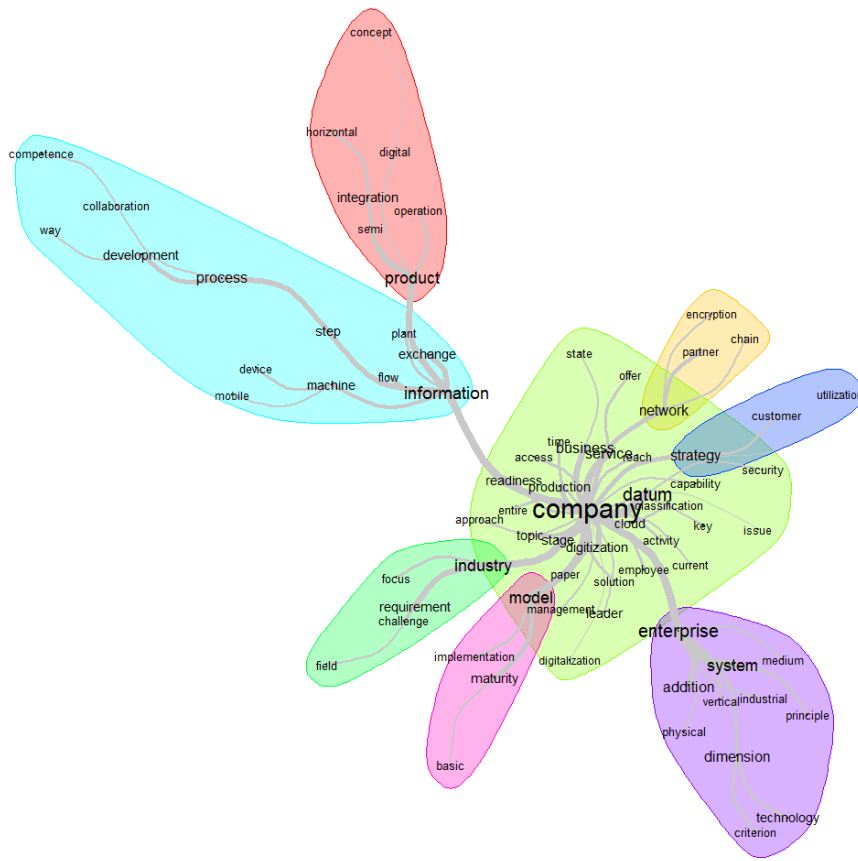 concept
horizontal
digital
competence
integration
collaboration
operation
way
semi
development
process
product
encryption
step
plant
chain
exchange
state
partner
device
flow
offer
machine
information
mobile
network
customer
utilization
time
business
service
access
reach
strategy
security
readiness
production
capability
datum
entire
company
classification
approach
cloud
key
issue
topic
stage
activity
digitization
industry
employee
current
focus
paper
solution
model
requirement
management
leader
challenge
enterprise
implementation
digitalization
medium
field
system
maturity
addition
vertical
industrial
principle
physical
basic
dimension
technology
criterion